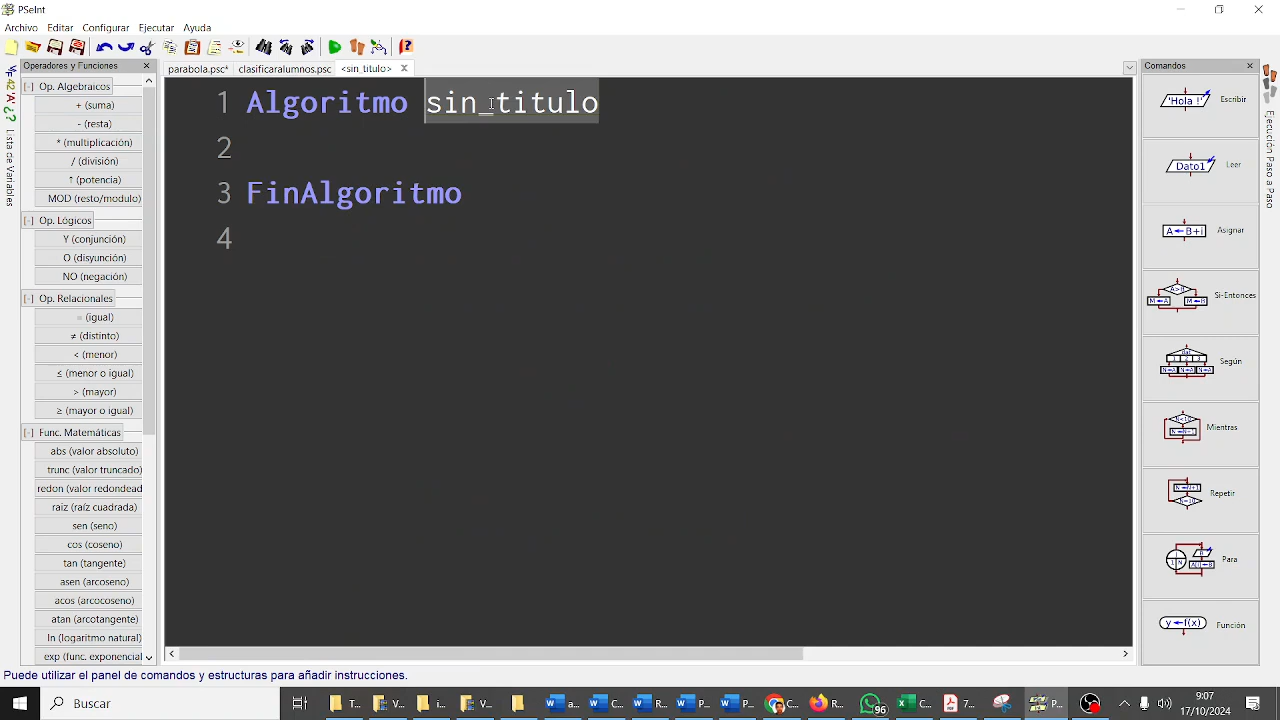 PSeInt
Archivo Editar Configurar Ejecutar Ayuda
Operadores y Funciones
parabola.psc* clasificaralumnos.psc <sin_titulo>
Comandos
Lista de Variables
Op. Algebraicos
+ (suma)
- (resta)
* (multiplicación)
/ (división)
↑ (potencia)
MOD (resto/modulo)
Op. Lógicos
Y (conjunción)
O (disyunción)
NO (negación)
Op. Relacionales
= (igual)
≠ (distinto)
< (menor)
≤ (menor o igual)
> (mayor)
≥ (mayor o igual)
Func. Matemáticas
abs (valor absoluto)
trunc (valor truncado)
redon (valor redondead
raiz (raíz cuadrada)
sen (seno)
cos (coseno)
tan (tangente)
asen (arcoseno)
acos (arcocoseno)
atan (arcotangente)
ln (logaritmo natural)
exp (func. exponencial
1 Algoritmo sin_titulo
2
3 FinAlgoritmo
4
'Hola !' Escribir
Dato1 Leer
A←B+i Asignar
Si-Entonces
Según
Mientras
Repetir
Para
y←f(x) Función
Ejecución Paso a Paso
Puede utilizar el panel de comandos y estructuras para añadir instrucciones.
Buscar
T... V... i... V... a... C... R... P... P... C... R... 96 C... P... P...
9:07
17/10/2024